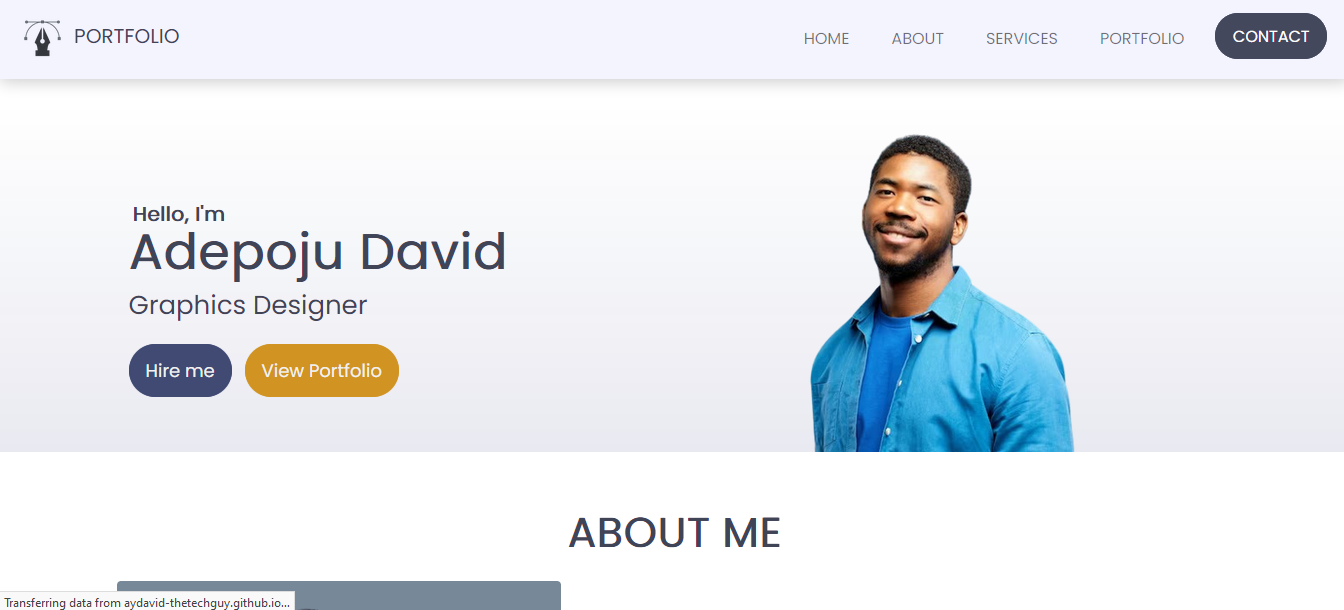 PORTFOLIO
HOME ABOUT SERVICES PORTFOLIO CONTACT
Hello, I'm
Adepoju David
Graphics Designer
Hire me View Portfolio
ABOUT ME
Transferring data from aydavid-thetechguy.github.io...